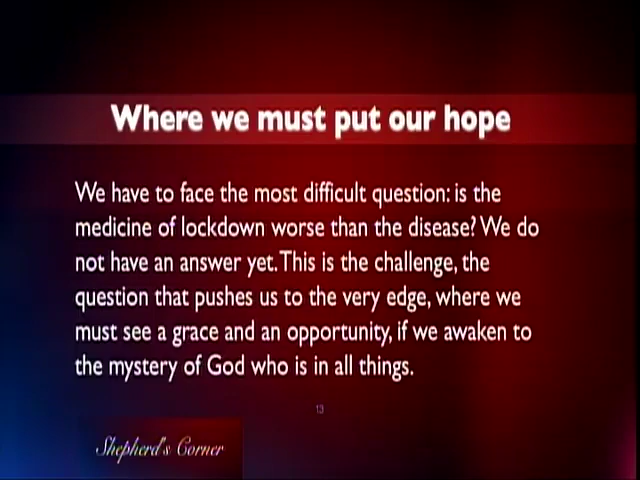 Where we must put our hope
We have to face the most difficult question: is the
medicine of lockdown worse than the disease? We do
not have an answer yet. This is the challenge, the
question that pushes us to the very edge, where we
must see a grace and an opportunity, if we awaken to
the mystery of God who is in all things.
13
Shepherd's Corner